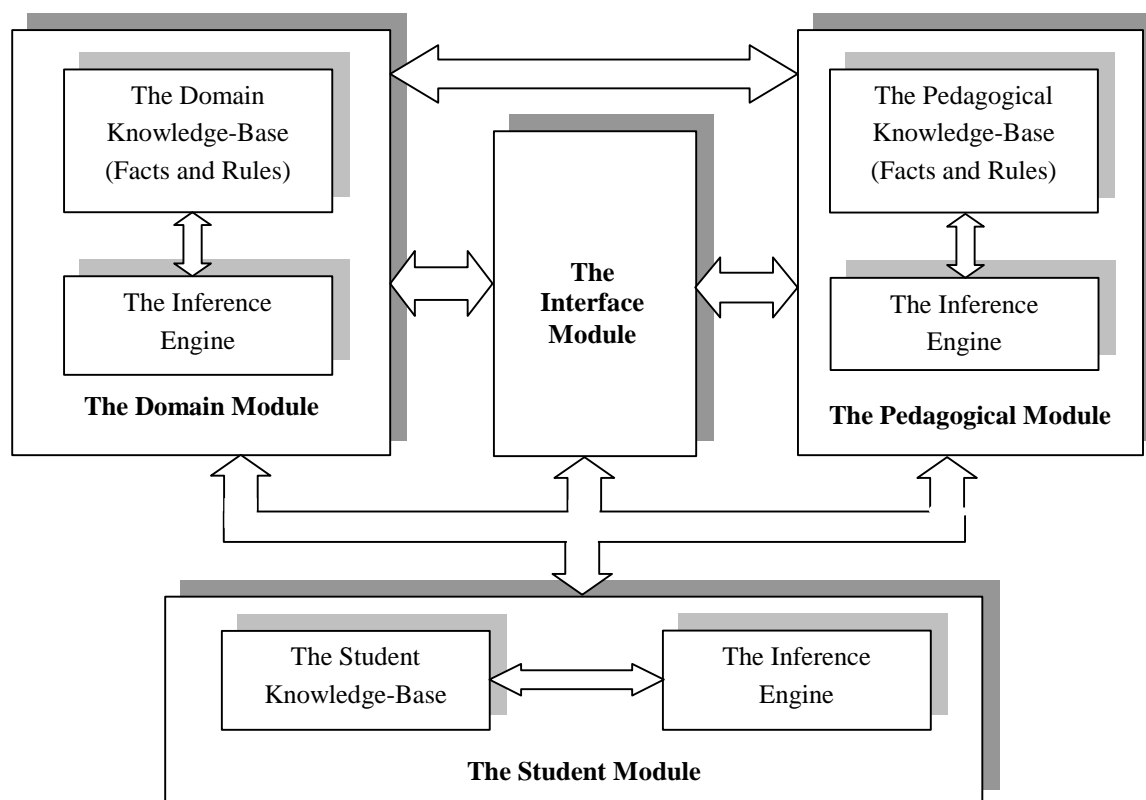 The Domain
Knowledge-Base
(Facts and Rules)
The Inference
Engine
The Domain Module
The
Interface
Module
The Pedagogical
Knowledge-Base
(Facts and Rules)
The Inference
Engine
The Pedagogical Module
The Student
Knowledge-Base
The Inference
Engine
The Student Module